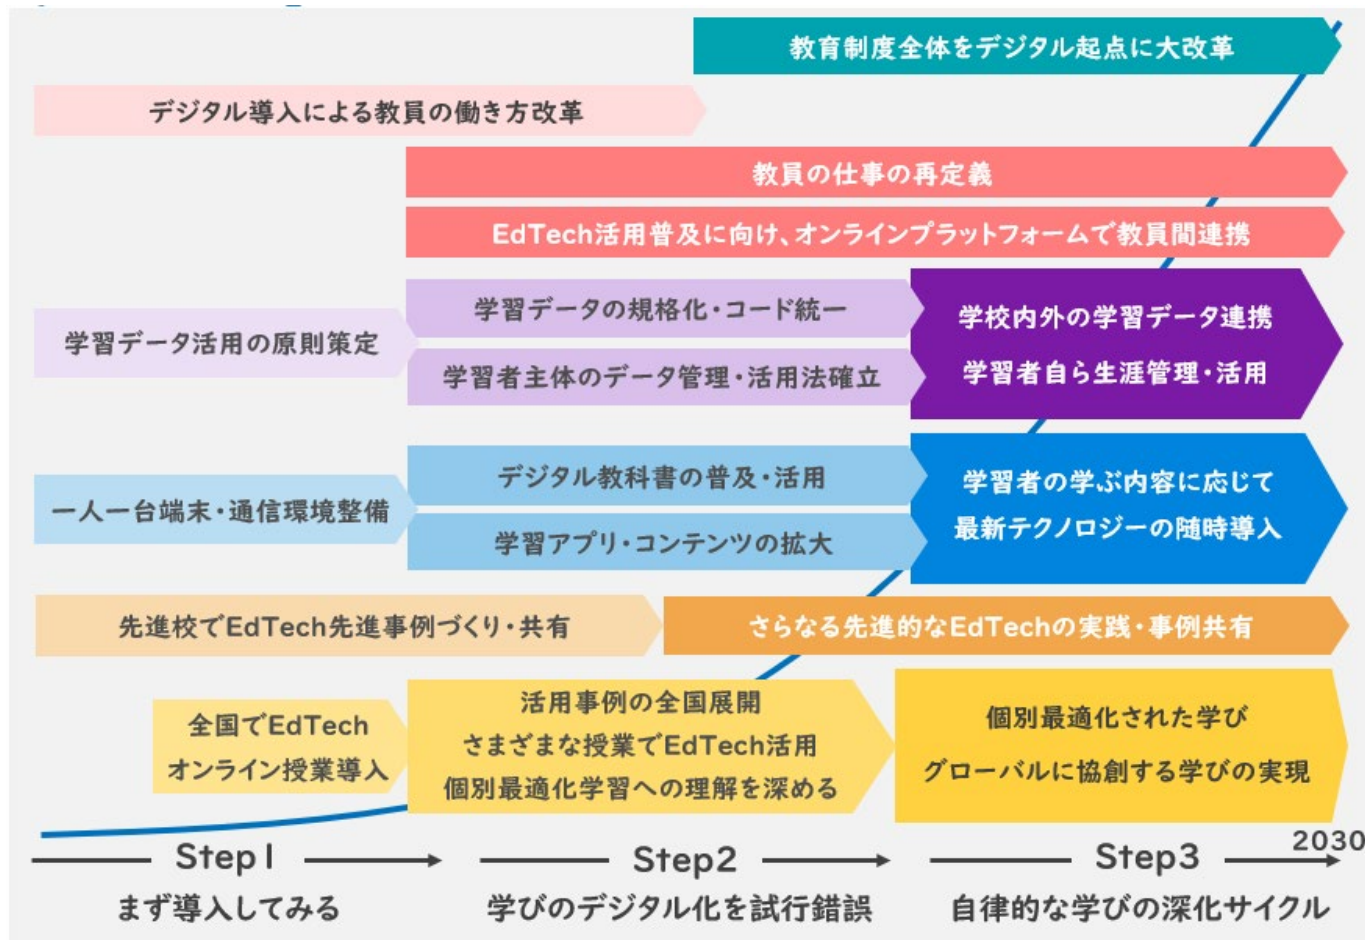 教育制度全体をデジタル起点に大改革
デジタル導入による教員の働き方改革
教員の仕事の再定義
EdTech活用普及に向け、オンラインプラットフォームで教員間連携
学習データ活用の原則策定
学習データの規格化・コード統一
学習者主体のデータ管理・活用法確立
学校内外の学習データ連携
学習者自ら生涯管理・活用
一人一台端末・通信環境整備
デジタル教科書の普及・活用
学習アプリ・コンテンツの拡大
学習者の学ぶ内容に応じて
最新テクノロジーの随時導入
先進校でEdTech先進事例づくり・共有
さらなる先進的なEdTechの実践・事例共有
全国でEdTech
オンライン授業導入
活用事例の全国展開
さまざまな授業でEdTech活用
個別最適化学習への理解を深める
個別最適化された学び
グローバルに協創する学びの実現
2030
Step1
まず導入してみる
Step2
学びのデジタル化を試行錯誤
Step3
自律的な学びの深化サイクル